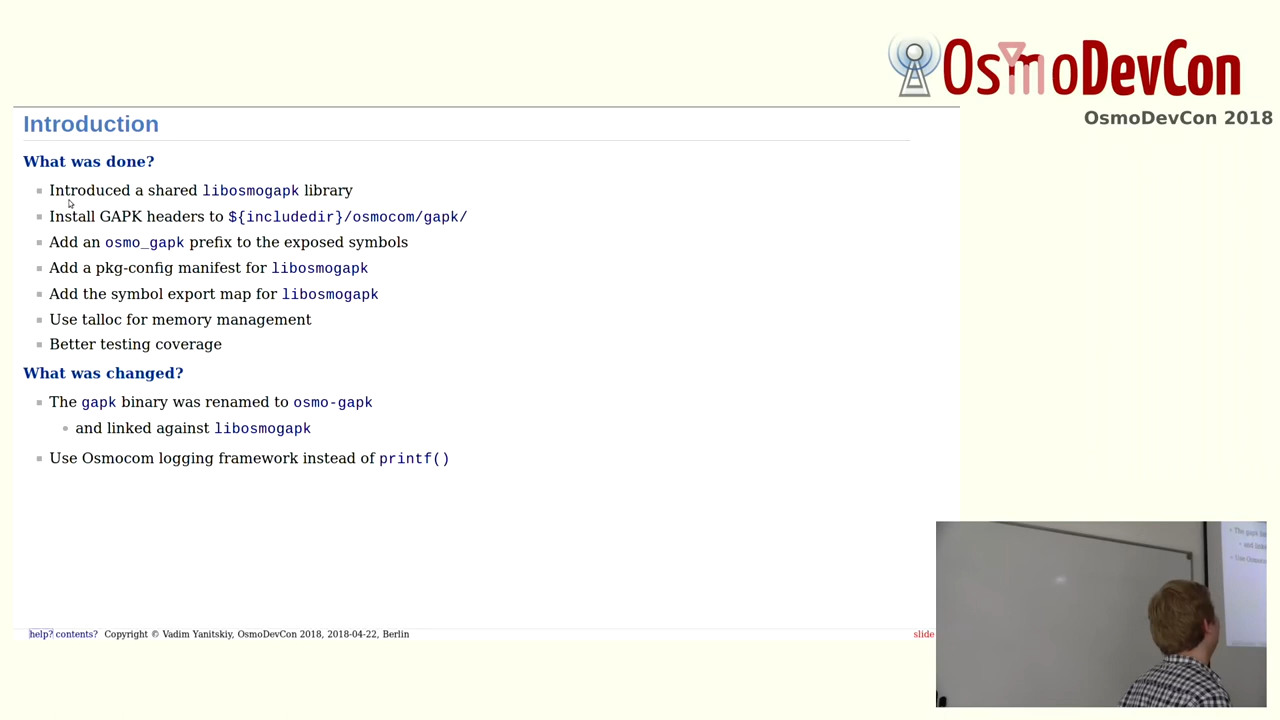 OsmoDevCon
OsmoDevCon 2018
Introduction
What was done?
Introduced a shared libosmogapk library
Install GAPK headers to ${includedir}/osmocom/gapk/
Add an osmo_gapk prefix to the exposed symbols
Add a pkg-config manifest for libosmogapk
Add the symbol export map for libosmogapk
Use talloc for memory management
Better testing coverage
What was changed?
The gapk binary was renamed to osmo-gapk
and linked against libosmogapk
Use Osmocom logging framework instead of printf()
help? contents? Copyright © Vadim Yanitskiy, OsmoDevCon 2018, 2018-04-22, Berlin
slide